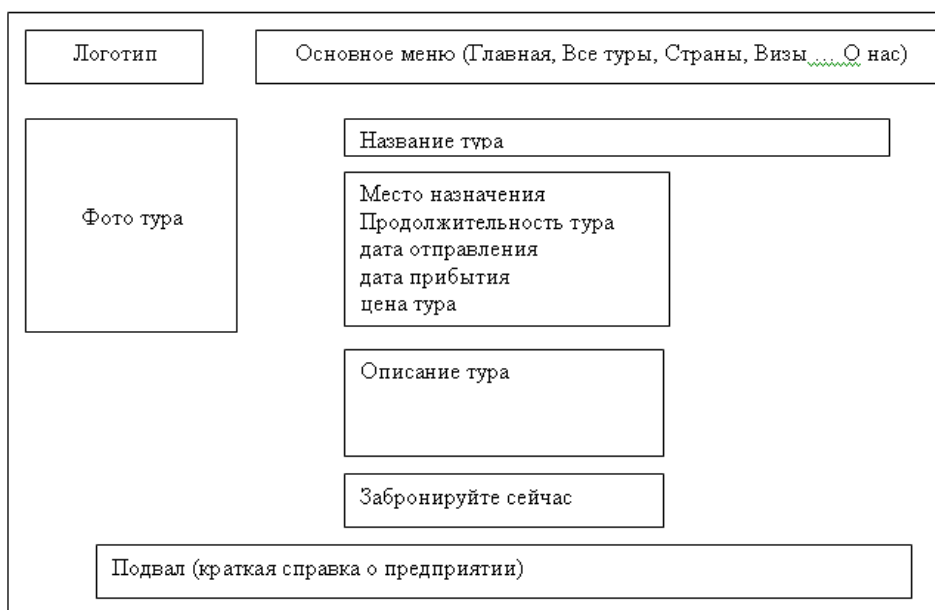 Логотип
Основное меню (Главная, Все туры, Страны, Визы .... О нас)
Фото тура
Название тура
Место назначения
Продолжительность тура
дата отправления
дата прибытия
цена тура
Описание тура
Забронируйте сейчас
Подвал (краткая справка о предприятии)